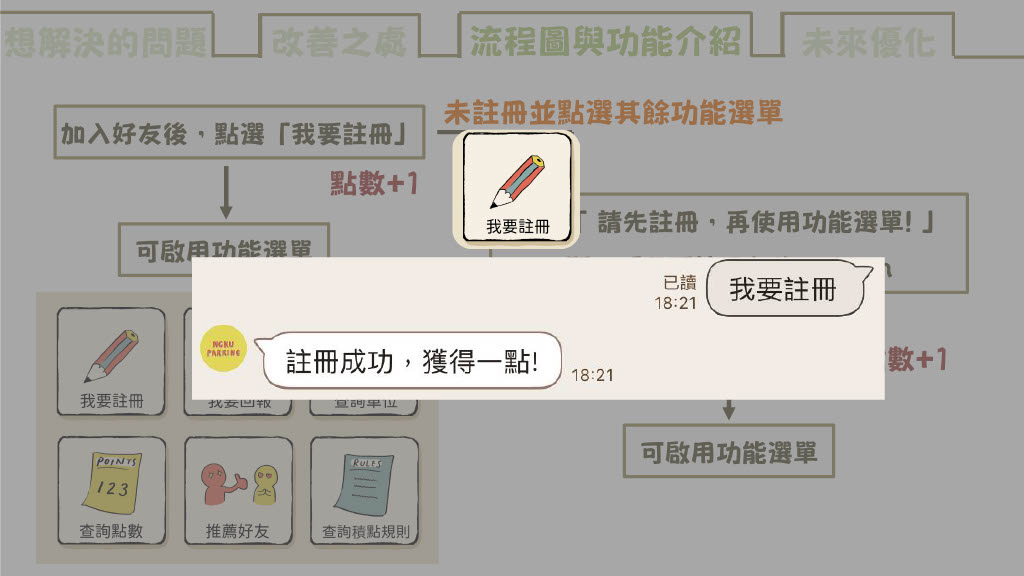 想解決的問題
改善之處
流程圖與功能介紹
未來優化
加入好友後，點選「我要註冊」
未註冊並點選其餘功能選單
點數+1
我要註冊
「 請先註冊，再使用功能選單! 」
可啟用功能選單
已讀
18:21
我要註冊
NGKU
PARKING
註冊成功，獲得一點!
18:21
數+1
我要註冊
我要回報
查詢車位
可啟用功能選單
POINTS
123
RULES
查詢點數
推薦好友
查詢積點規則